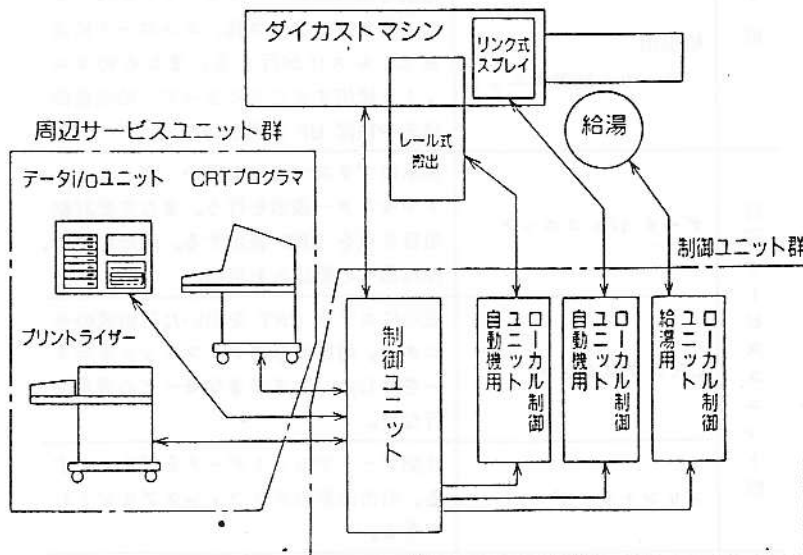 ダイカストマシン
リンク式
スプレイ
給湯
レール式
取出
周辺サービスユニット群
データi/oユニット
CRTプログラマ
プリントライザー
制御ユニット群
制御ユニット
ローカル制御
ユニット
自動機用
ローカル制御
ユニット
自動機用
ローカル制御
ユニット
給湯用